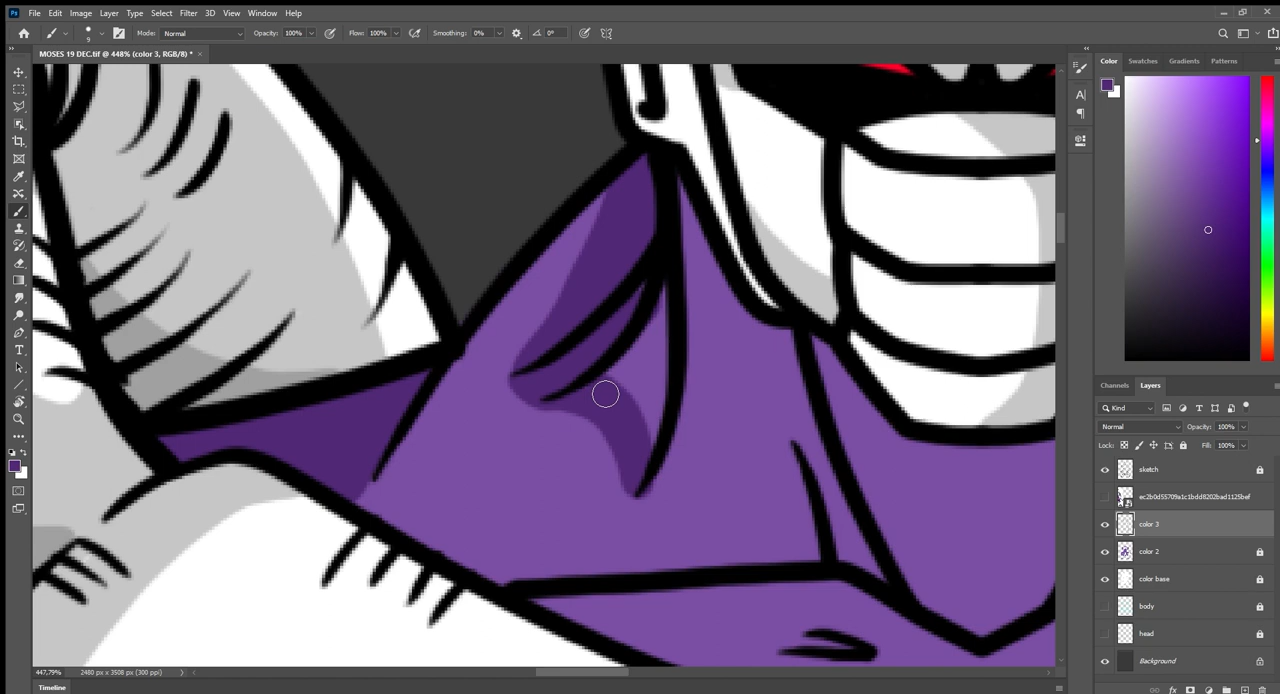 Ps File Edit Image Layer Type Select Filter 3D View Window Help
9 Mode: Normal Opacity: 100% Flow: 100% Smoothing: 0% 0°
MOSES 19 DEC.tif @ 448% (color 3, RGB/8) * ×
Color Swatches Gradients Patterns
Channels Layers
Kind
Normal Opacity: 100%
Lock: Fill: 100%
sketch
ec2b0d55709a1c1bdd8202bad1125bef
color 3
color 2
color base
body
head
Background
447,79% 2480 px x 3508 px (300 ppi)
Timeline